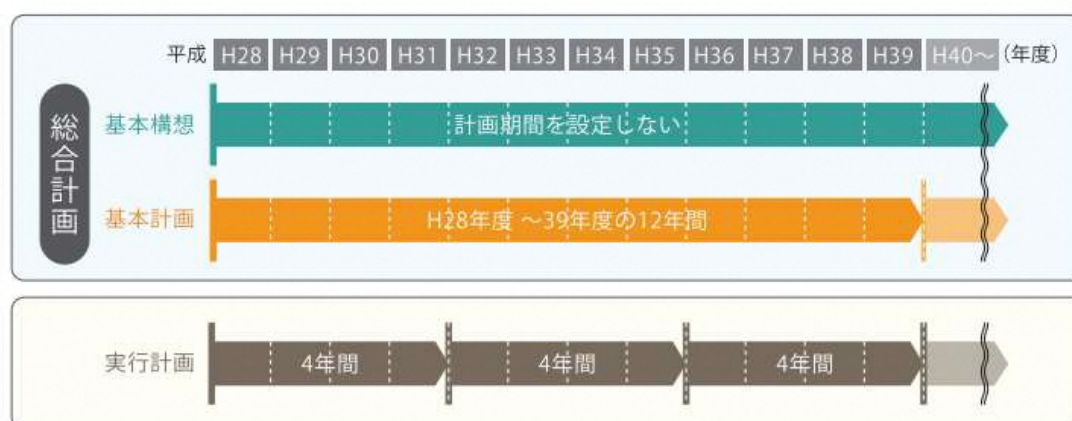 平成 H28 H29 H30 H31 H32 H33 H34 H35 H36 H37 H38 H39 H40～ (年度)
総合計画
基本構想 計画期間を設定しない
基本計画 H28年度 ～39年度の12年間
実行計画 4年間 4年間 4年間